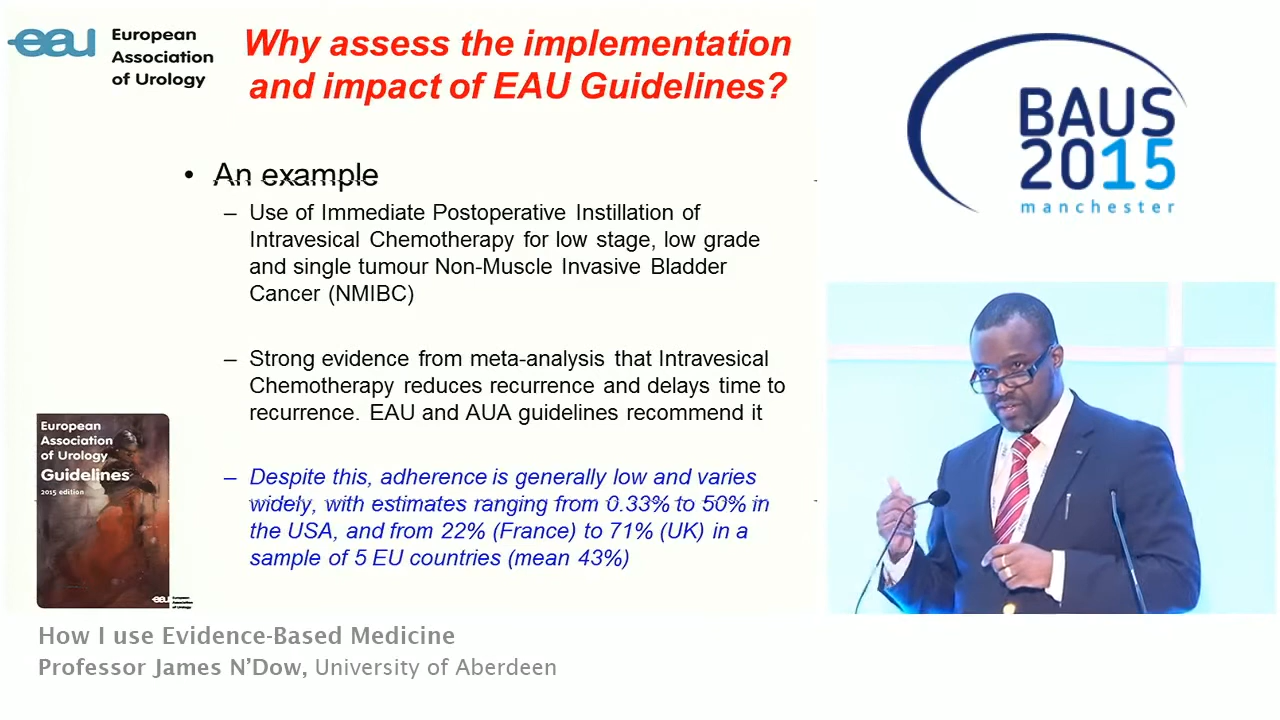 eau
European
Association
of Urology
Why assess the implementation
and impact of EAU Guidelines?
• An example
– Use of Immediate Postoperative Instillation of
Intravesical Chemotherapy for low stage, low grade
and single tumour Non-Muscle Invasive Bladder
Cancer (NMIBC)
– Strong evidence from meta-analysis that Intravesical
Chemotherapy reduces recurrence and delays time to
recurrence. EAU and AUA guidelines recommend it
– Despite this, adherence is generally low and varies
widely, with estimates ranging from 0.33% to 50% in
the USA, and from 22% (France) to 71% (UK) in a
sample of 5 EU countries (mean 43%)
European
Association
of Urology
Guidelines
2015 edition
eau
European
Association
of Urology
BAUS
2015
manchester
How I use Evidence-Based Medicine
Professor James N’Dow, University of Aberdeen